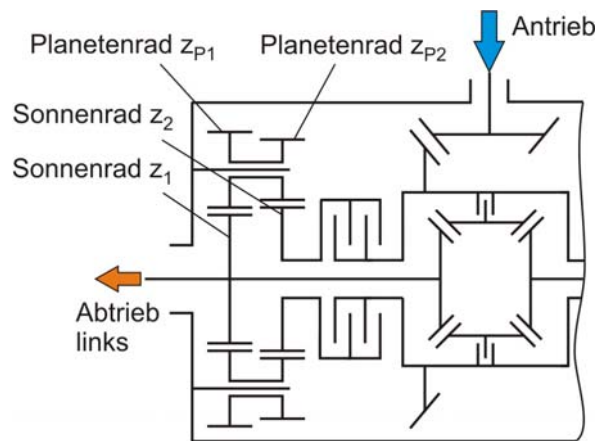 Planetenrad z_P1
Planetenrad z_P2
Antrieb
Sonnenrad z_2
Sonnenrad z_1
Abtrieb
links